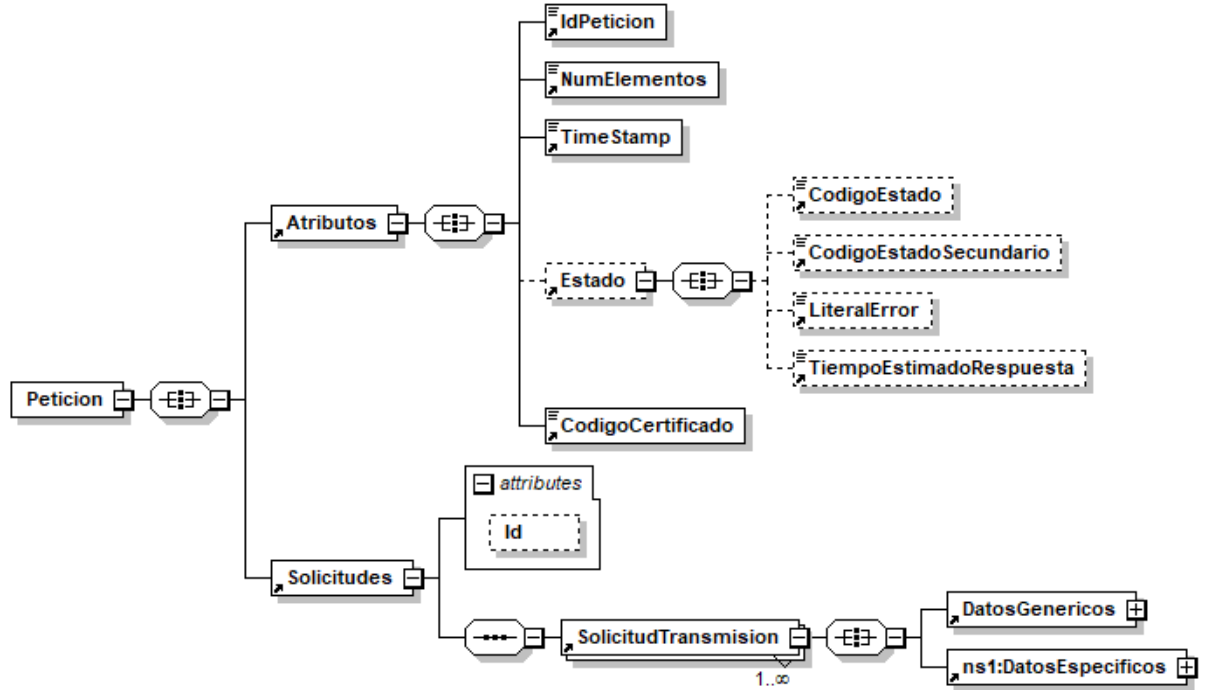 IdPeticion
NumElementos
TimeStamp
CodigoEstado
Atributos
CodigoEstadoSecundario
Estado
LiteralError
TiempoEstimadoRespuesta
Peticion
CodigoCertificado
attributes
Id
Solicitudes
DatosGenericos
SolicitudTransmision
ns1:DatosEspecificos
1..∞